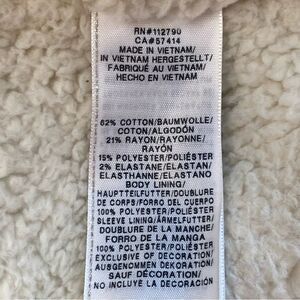 RN#112790
CA#57414
MADE IN VIETNAM/
IN VIETNAM HERGESTELLT/
FABRIQUÉ AU VIETNAM/
HECHO EN VIETNAM
62% COTTON/BAUMWOLLE/
COTON/ALGODÓN
21% RAYON/RAYONNE/
RAYÓN
15% POLYESTER/POLIÉSTER
2% ELASTANE/ELASTAN/
ELASTHANNE/ELASTANO
BODY LINING/
HAUPTTEILFUTTER/DOUBLURE
DE CORPS/FORRO DEL CUERPO
100% POLYESTER/POLIÉSTER
SLEEVE LINING/ÄRMELFUTTER/
DOUBLURE DE LA MANCHE/
FORRO DE LA MANGA
100% POLYESTER/POLIÉSTER
EXCLUSIVE OF DECORATION/
AUSGENOMMEN DEKORATION/
SAUF DÉCORATION/
NO INCLUYE LA DECORACIÓN